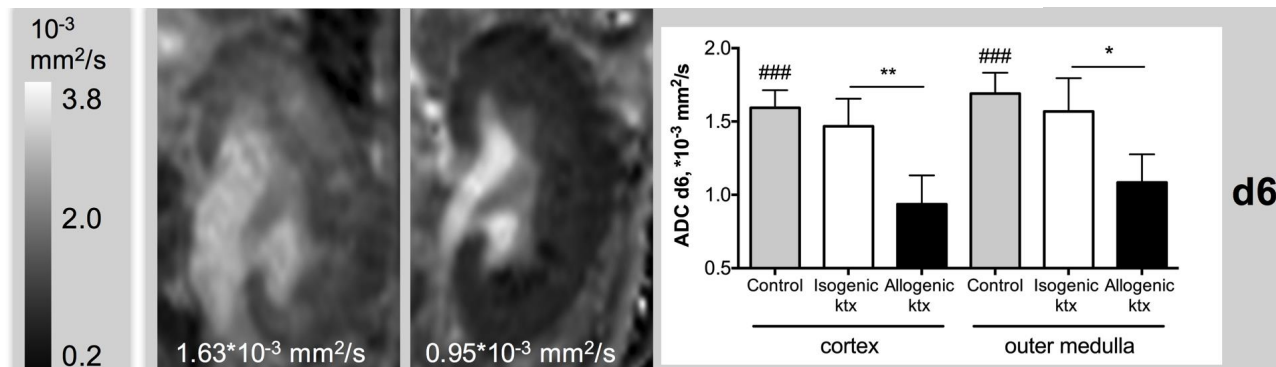 10-3
mm2/s
3.8
2.0
0.2
1.63*10-3 mm2/s
0.95*10-3 mm2/s
ADC d6, *10-3 mm2/s
2.0
1.5
1.0
0.5
###
**
###
*
Control Isogenic ktx Allogenic ktx Control Isogenic ktx Allogenic ktx
cortex outer medulla
d6